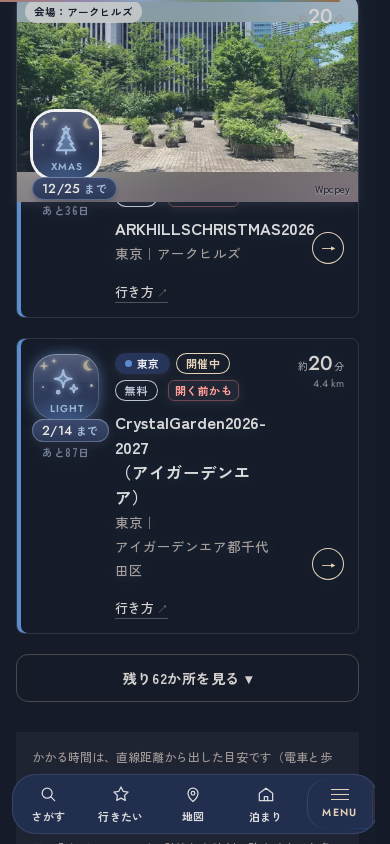 会場：アークヒルズ
20
XMAS
12/25 まで
Wpcpey
あと36日
ARKHILLSCHRISTMAS2026
東京｜アークヒルズ
→
行き方 ↗
東京
開催中
約20分
無料
開く前かも
4.4 km
LIGHT
2/14 まで
あと87日
CrystalGarden2026-
2027
（アイガーデンエ
ア）
東京｜
アイガーデンエア都千代
田区
→
行き方 ↗
残り62か所を見る ▼
かかる時間は、直線距離から出した目安です（電車と歩
さがす
行きたい
地図
泊まり
MENU